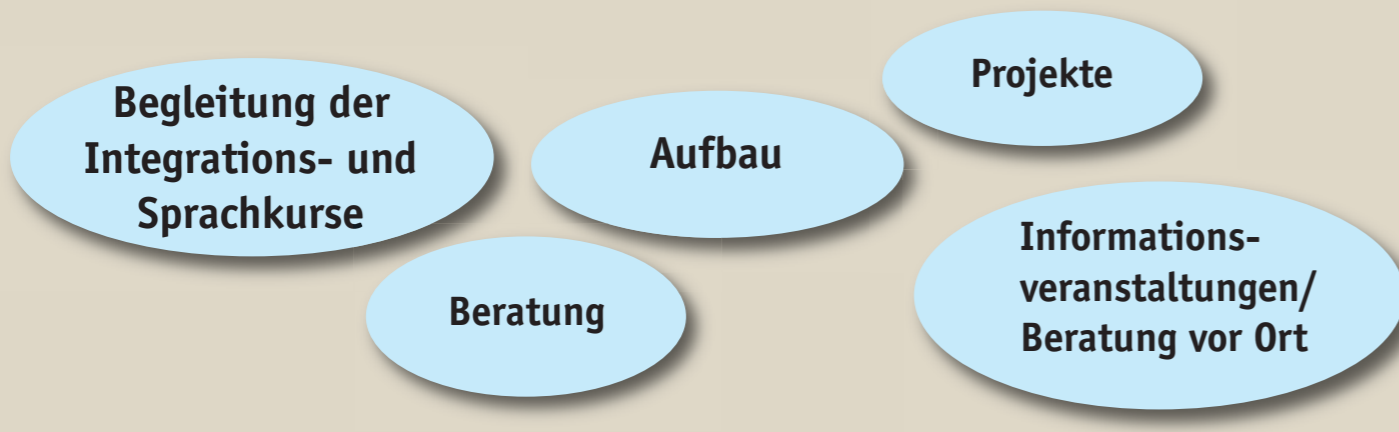 Begleitung der
Integrations- und
Sprachkurse
Aufbau
Projekte
Beratung
Informations-
veranstaltungen/
Beratung vor Ort